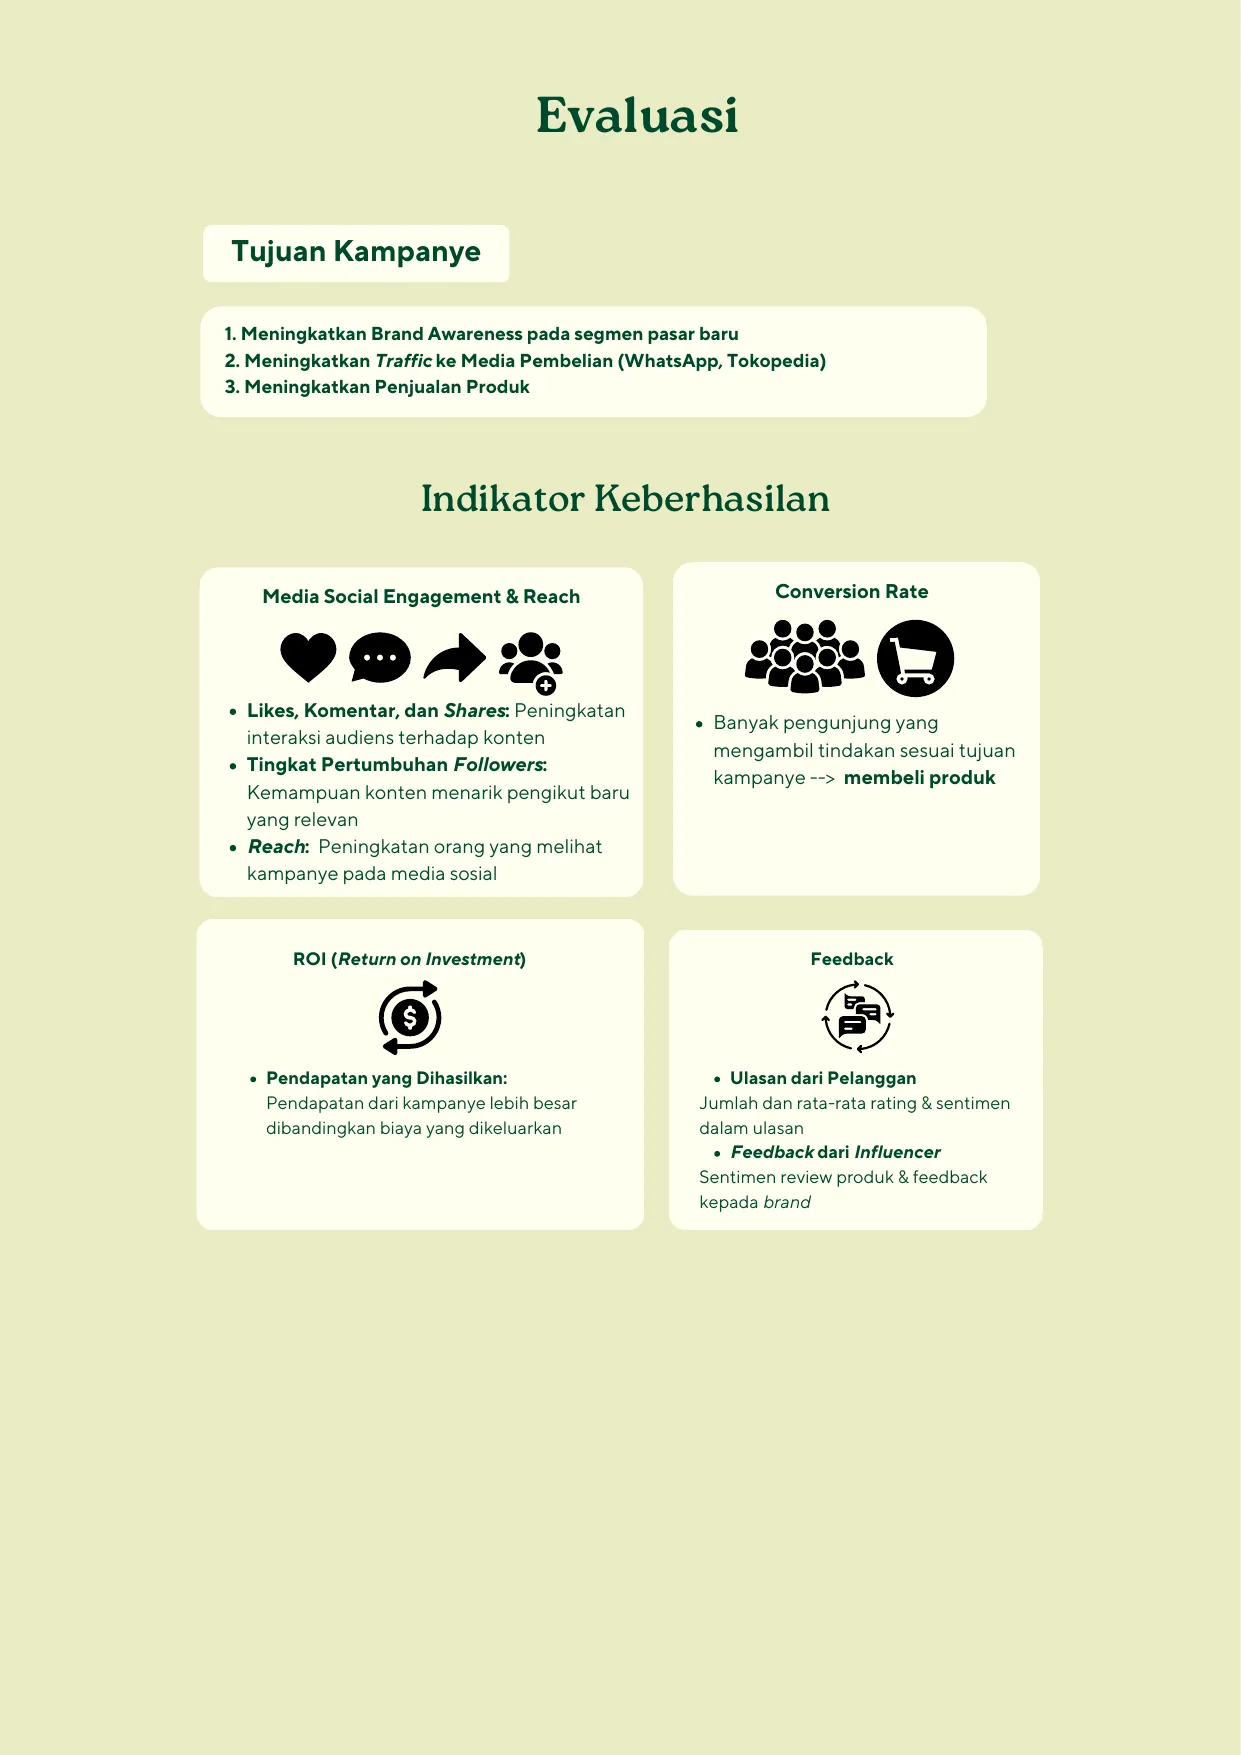 Evaluasi
Tujuan Kampanye
1. Meningkatkan Brand Awareness pada segmen pasar baru
2. Meningkatkan Traffic ke Media Pembelian (WhatsApp, Tokopedia)
3. Meningkatkan Penjualan Produk
Indikator Keberhasilan
Media Social Engagement & Reach
• Likes, Komentar, dan Shares: Peningkatan
interaksi audiens terhadap konten
• Tingkat Pertumbuhan Followers:
Kemampuan konten menarik pengikut baru
yang relevan
• Reach: Peningkatan orang yang melihat
kampanye pada media sosial
Conversion Rate
• Banyak pengunjung yang
mengambil tindakan sesuai tujuan
kampanye --> membeli produk
ROI (Return on Investment)
$
• Pendapatan yang Dihasilkan:
Pendapatan dari kampanye lebih besar
dibandingkan biaya yang dikeluarkan
Feedback
• Ulasan dari Pelanggan
Jumlah dan rata-rata rating & sentimen
dalam ulasan
• Feedback dari Influencer
Sentimen review produk & feedback
kepada brand